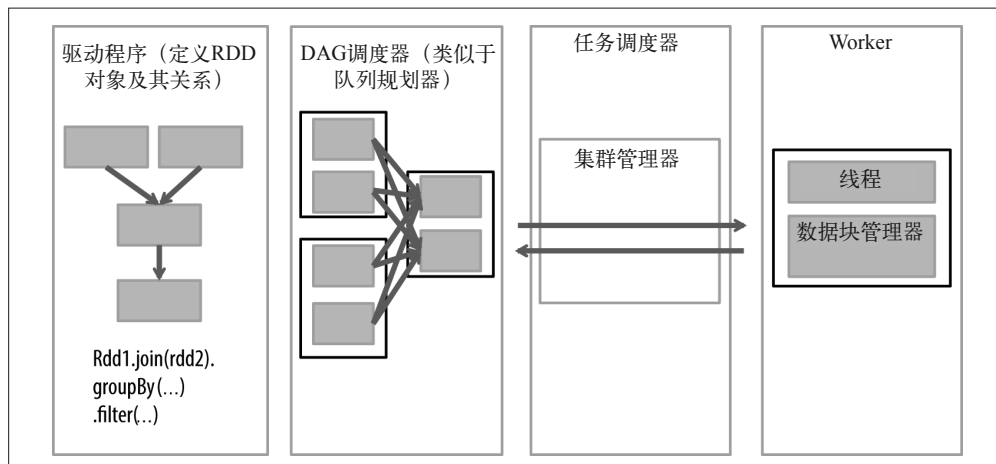 驱动程序（定义RDD
对象及其关系）
Rdd1.join(rdd2).
groupBy(...)
.filter(...)
DAG调度器（类似于
队列规划器）
任务调度器
集群管理器
Worker
线程
数据块管理器